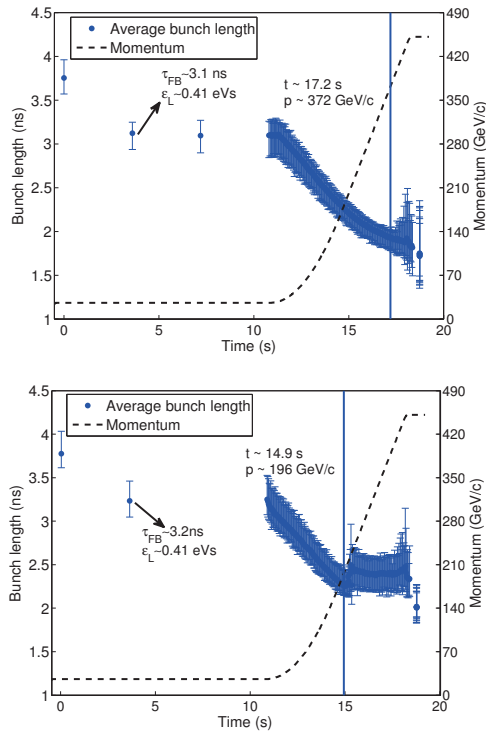 4.5
4
3.5
3
2.5
2
1.5
1
Bunch length (ns)
Average bunch length
Momentum
τFB~3.1 ns
εL~0.41 eVs
t ~ 17.2 s
p ~ 372 GeV/c
490
420
350
280
210
140
70
0
Momentum (GeV/c)
0 5 10 15 20
Time (s)
4.5
4
3.5
3
2.5
2
1.5
1
Bunch length (ns)
Average bunch length
Momentum
t ~ 14.9 s
p ~ 196 GeV/c
τFB~3.2ns
εL~0.41 eVs
490
420
350
280
210
140
70
0
Momentum (GeV/c)
0 5 10 15 20
Time (s)